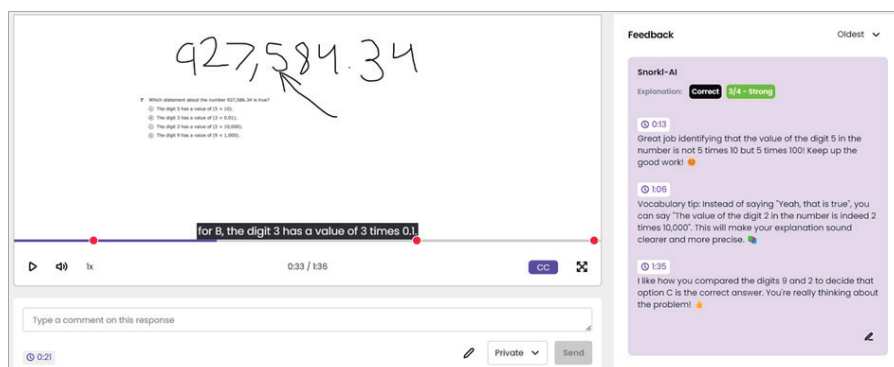 927,584.34
7 Which statement about the number 927,586.34 is true?
Ⓐ The digit 5 has a value of (5 × 10).
Ⓑ The digit 3 has a value of (3 × 0.01).
Ⓒ The digit 2 has a value of (2 × 10,000).
Ⓓ The digit 9 has a value of (9 × 1,000).
for B, the digit 3 has a value of 3 times 0.1.
1x
0:33 / 1:36
CC
Type a comment on this response
0:21
Private
Send
Feedback
Oldest
Snorkl-AI
Explanation: Correct 3/4 - Strong
0:13
Great job identifying that the value of the digit 5 in the
number is not 5 times 10 but 5 times 100! Keep up the
good work! 😊
1:06
Vocabulary tip: Instead of saying "Yeah, that is true", you
can say "The value of the digit 2 in the number is indeed 2
times 10,000". This will make your explanation sound
clearer and more precise. 📚
1:35
I like how you compared the digits 9 and 2 to decide that
option C is the correct answer. You're really thinking about
the problem! 👍